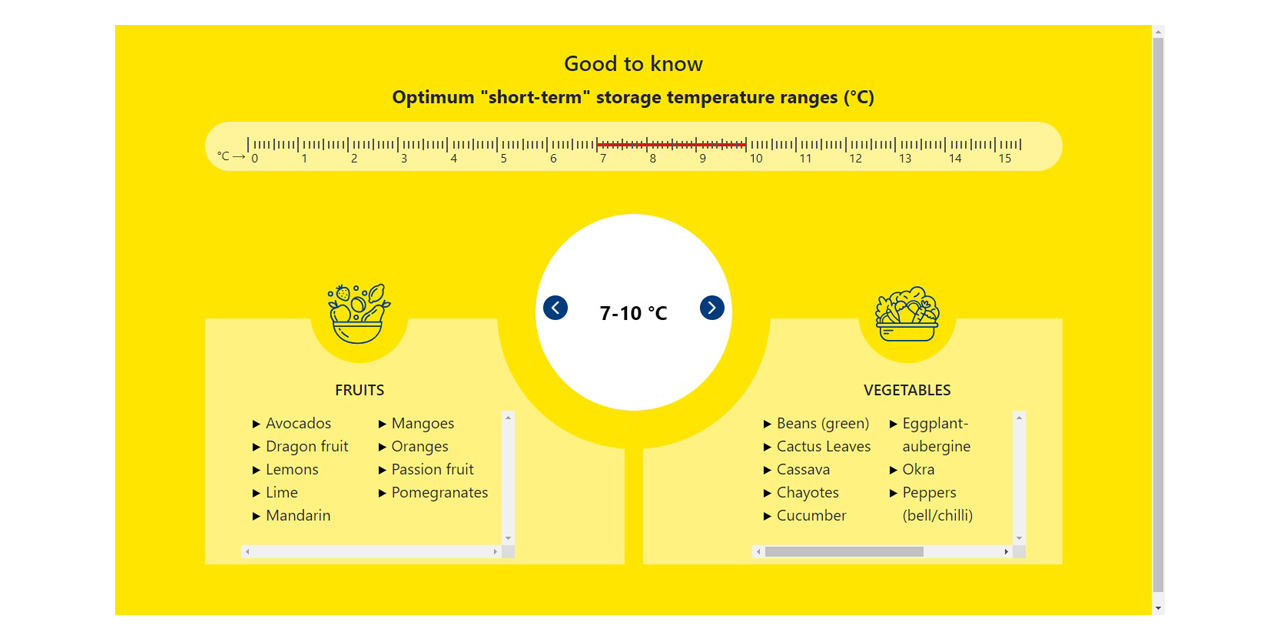 Good to know
Optimum "short-term" storage temperature ranges (°C)
°C → 0 1 2 3 4 5 6 7 8 9 10 11 12 13 14 15
7-10 °C
FRUITS
► Avocados
► Dragon fruit
► Lemons
► Lime
► Mandarin
► Mangoes
► Oranges
► Passion fruit
► Pomegranates
VEGETABLES
► Beans (green)
► Cactus Leaves
► Cassava
► Chayotes
► Cucumber
► Eggplant-
aubergine
► Okra
► Peppers
(bell/chilli)